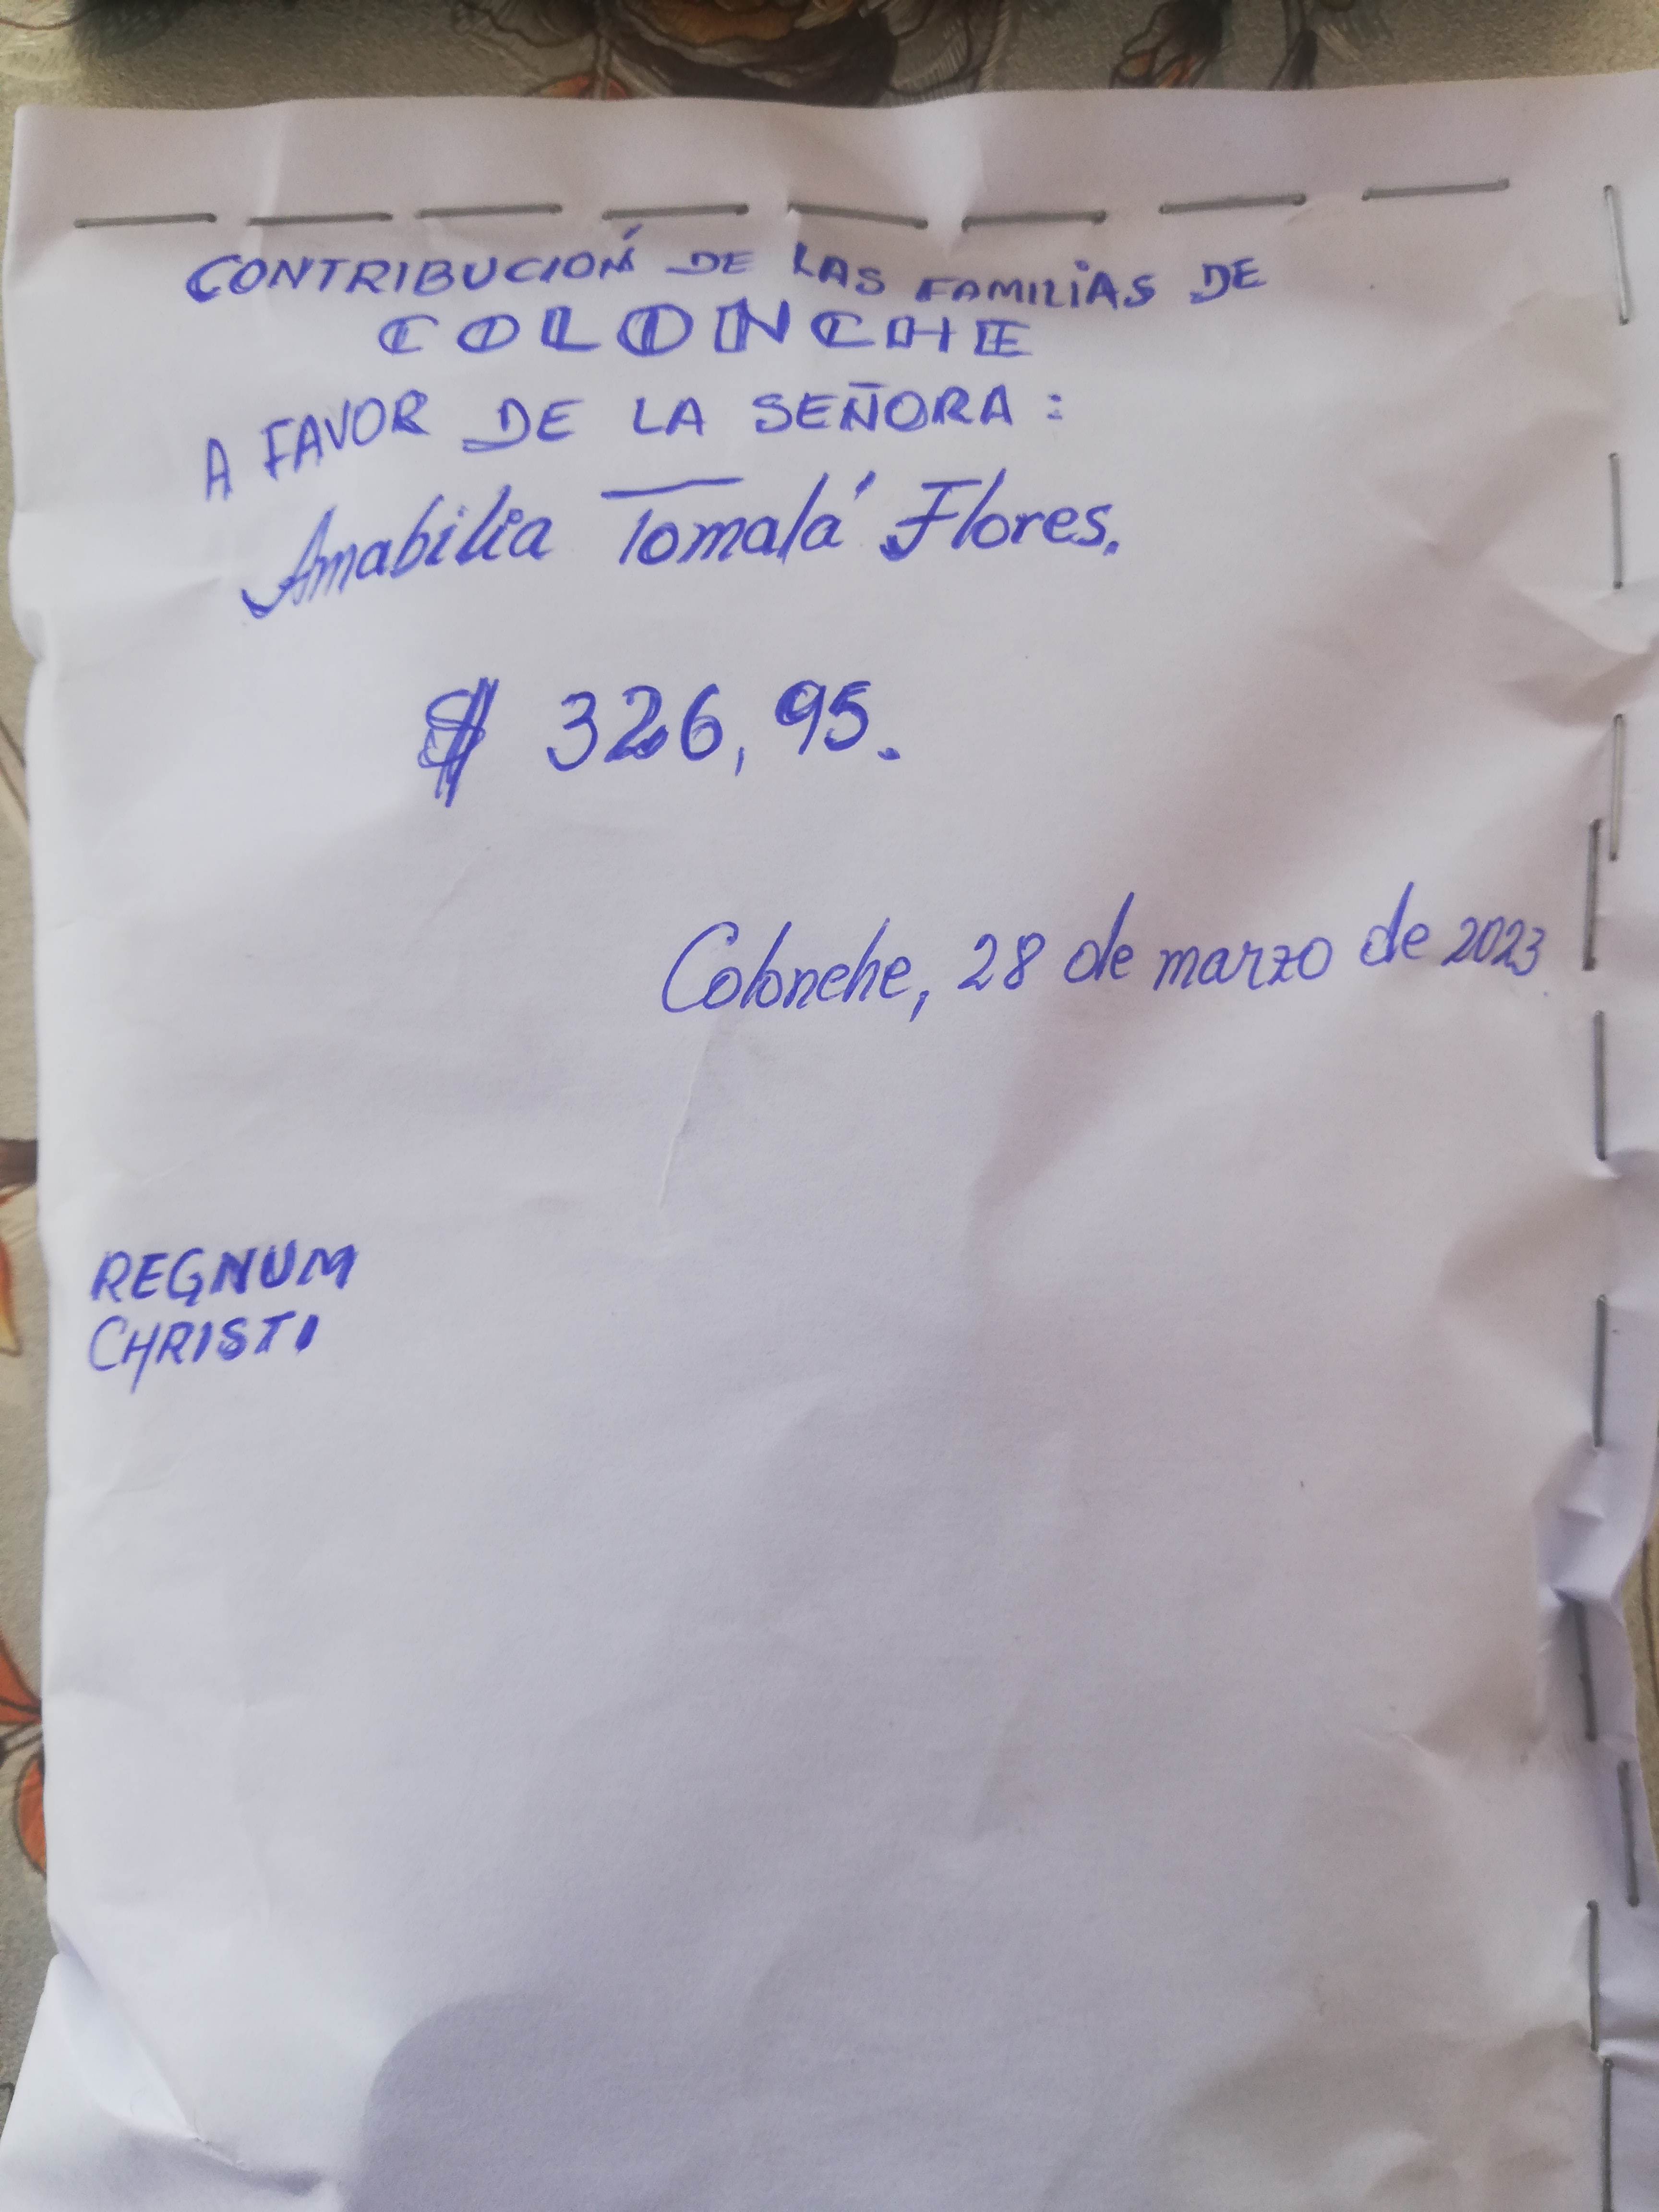 CONTRIBUCIÓN DE LAS FAMILIAS DE
COLONCHE
A FAVOR DE LA SEÑORA:
Amabilia Tomalá Flores.
$ 326,95.
Colonche, 28 de marzo de 2023
REGNUM
CHRISTI